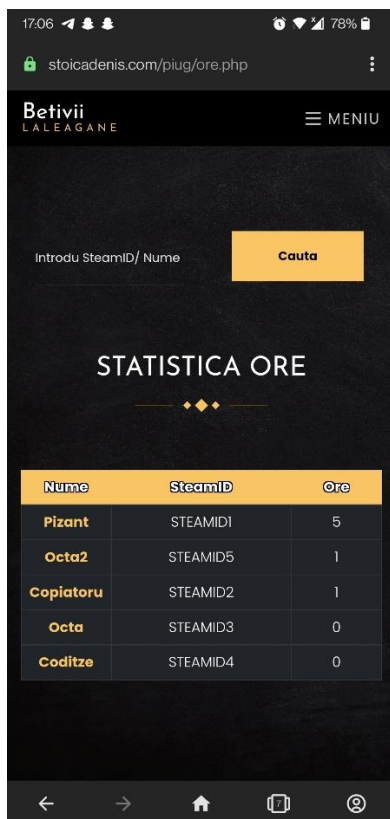 17:06 78%
stoicadenis.com/piug/ore.php
Betivii
LALEAGANE
MENIU
Introdu SteamID/ Nume Cauta
STATISTICA ORE
Nume SteamID Ore
Pizant STEAMID1 5
Octa2 STEAMID5 1
Copiatoru STEAMID2 1
Octa STEAMID3 0
Coditze STEAMID4 0
7